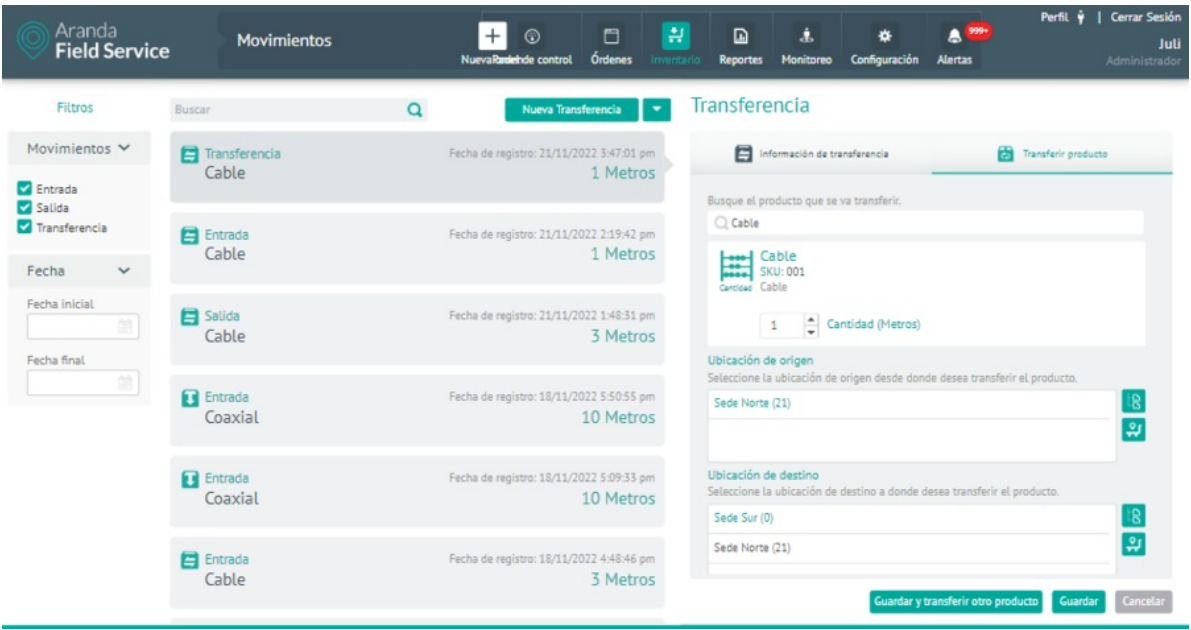 Aranda
Field Service
Movimientos
Perfil | Cerrar Sesión
Juli
Administrador
Nueva de control
Órdenes
Inventario
Reportes
Monitoreo
Configuración
Alertas
999+
Filtros
Movimientos
Entrada
Salida
Transferencia
Fecha
Fecha inicial
Fecha final
Buscar
Nueva Transferencia
Transferencia
Fecha de registro: 21/11/2022 3:47:01 pm
Cable
1 Metros
Entrada
Fecha de registro: 21/11/2022 2:19:42 pm
Cable
1 Metros
Salida
Fecha de registro: 21/11/2022 1:48:31 pm
Cable
3 Metros
Entrada
Fecha de registro: 18/11/2022 5:50:55 pm
Coaxial
10 Metros
Entrada
Fecha de registro: 18/11/2022 5:09:33 pm
Coaxial
10 Metros
Entrada
Fecha de registro: 18/11/2022 4:48:46 pm
Cable
3 Metros
Transferencia
Información de transferencia
Transferir producto
Busque el producto que se va transferir.
Cable
Cable
SKU: 001
Cantidad
Cable
1
Cantidad (Metros)
Ubicación de origen
Seleccione la ubicación de origen desde donde desea transferir el producto.
Sede Norte (21)
Ubicación de destino
Seleccione la ubicación de destino a donde desea transferir el producto.
Sede Sur (0)
Sede Norte (21)
Guardar y transferir otro producto
Guardar
Cancelar